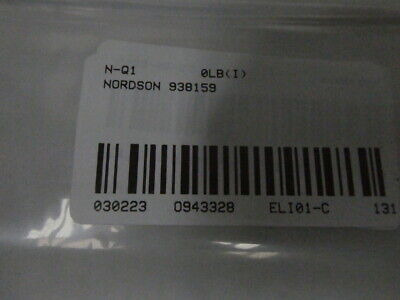 N-Q1 0LB(I)
NORDSON 938159
030223 0943328 ELI01-C 131